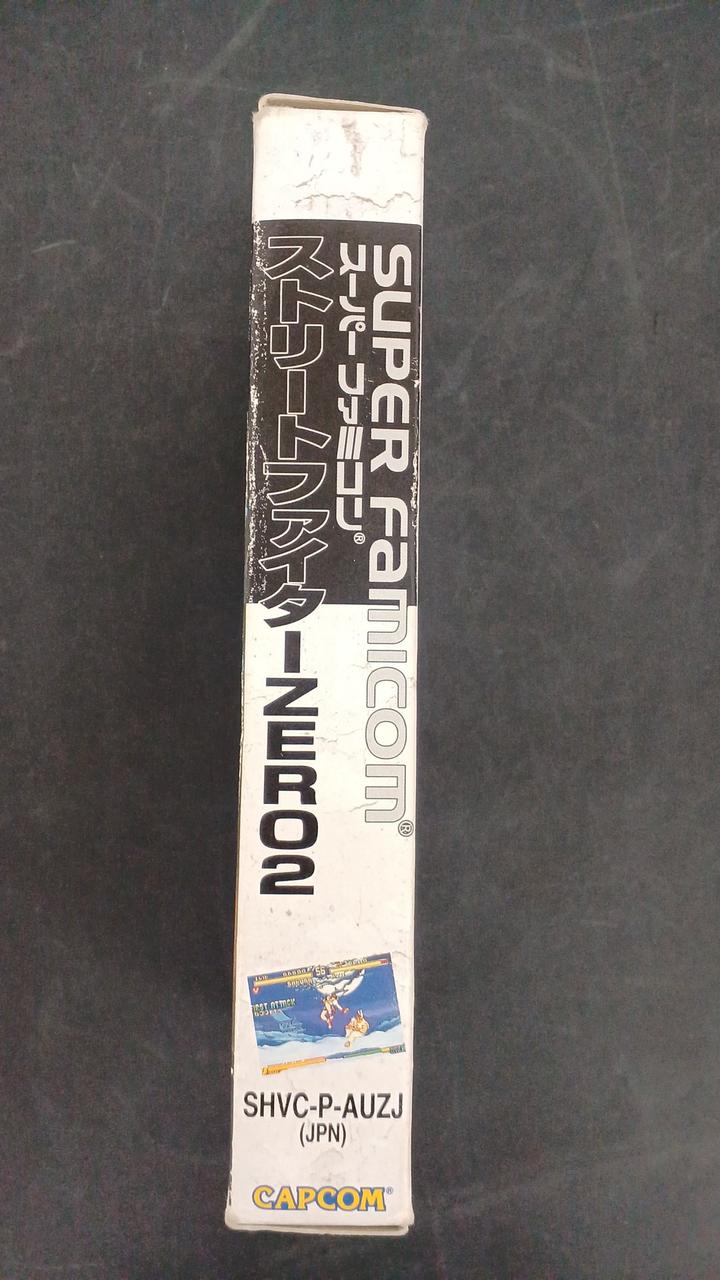 SUPER FAMICOM®
スーパーファミコン®
ストリートファイターZERO2
56
SHVC-P-AUZJ
(JPN)
CAPCOM®